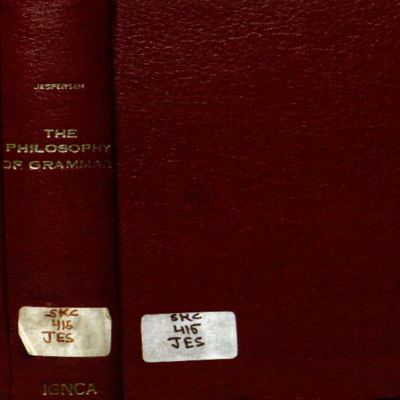 JESPERSEN
THE
PHILOSOPHY
OF GRAMMAR
SKC
415
JES
IGNCA
SKC
415
JES